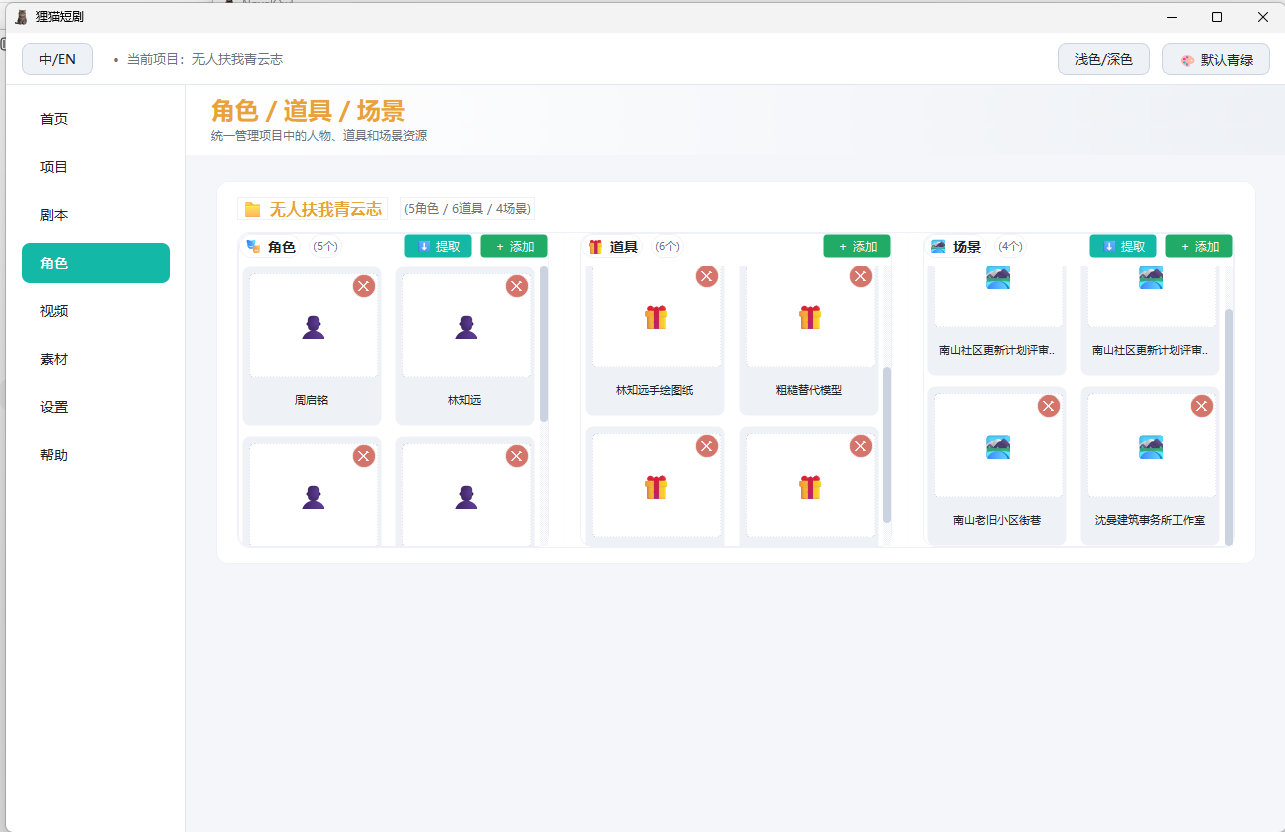 狸猫短剧
中/EN
• 当前项目：无人扶我青云志
浅色/深色
默认青绿
首页
项目
剧本
角色
视频
素材
设置
帮助
角色 / 道具 / 场景
统一管理项目中的人物、道具和场景资源
无人扶我青云志
(5角色 / 6道具 / 4场景)
角色 (5个) 提取 + 添加
道具 (6个) + 添加
场景 (4个) 提取 + 添加
周启铭
林知远
林知远手绘图纸
粗糙替代模型
南山社区更新计划评审..
南山社区更新计划评审..
南山老旧小区街巷
沈曼建筑事务所工作室